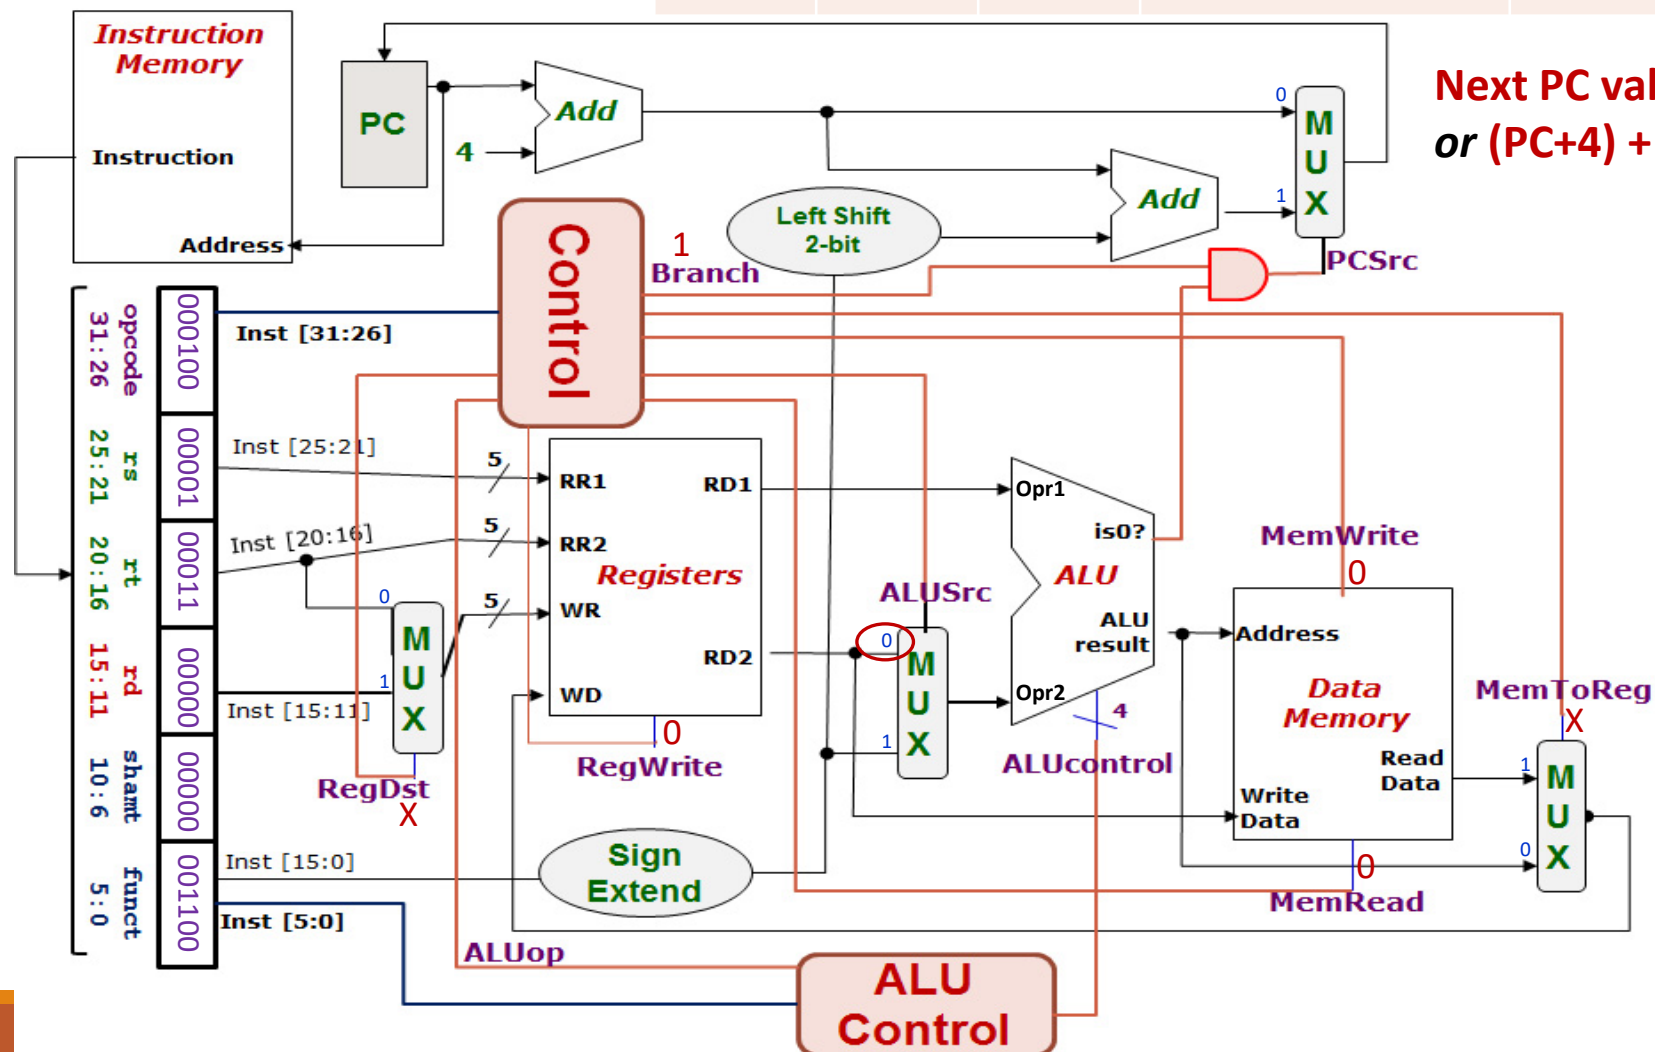 Instruction
Memory
Instruction
Address
PC
4
Add
Add
Left Shift
2-bit
0
M
U
X
1
PCSrc
Next PC val
or (PC+4) +
Control
1
Branch
opcode
31:26
000100
Inst [31:26]
rs
25:21
00001
Inst [25:21]
5
rt
20:16
00011
Inst [20:16]
5
rd
15:11
00000
Inst [15:11]
5
shamt
10:6
00000
funct
5:0
001100
Inst [15:0]
Inst [5:0]
0
M
U
X
1
RegDst
X
RR1
RR2
WR
WD
Registers
RD1
RD2
0
RegWrite
Sign
Extend
ALUSrc
0
M
U
X
1
Opr1
is0?
ALU
ALU
result
Opr2
4
ALUcontrol
MemWrite
0
Address
Data
Memory
Read
Data
Write
Data
0
MemRead
MemToReg
X
1
M
U
X
0
ALUop
ALU
Control